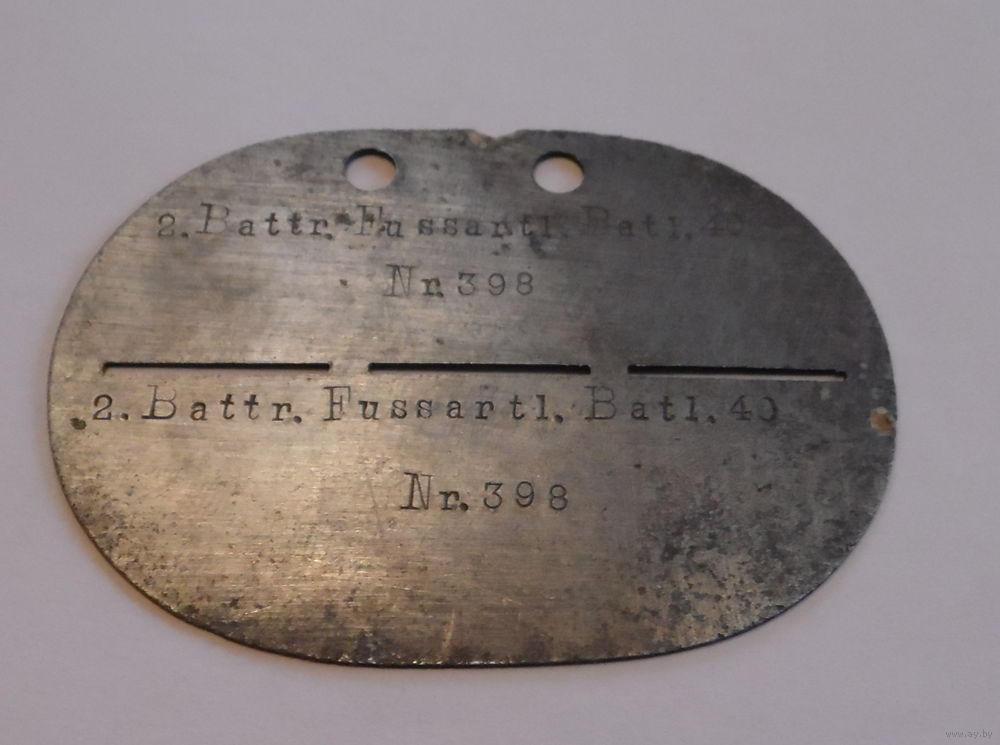 2. Battr. Fussartl. Batl. 40
Nr. 398
2. Battr. Fussartl. Batl. 40
Nr. 398
www.ay.by